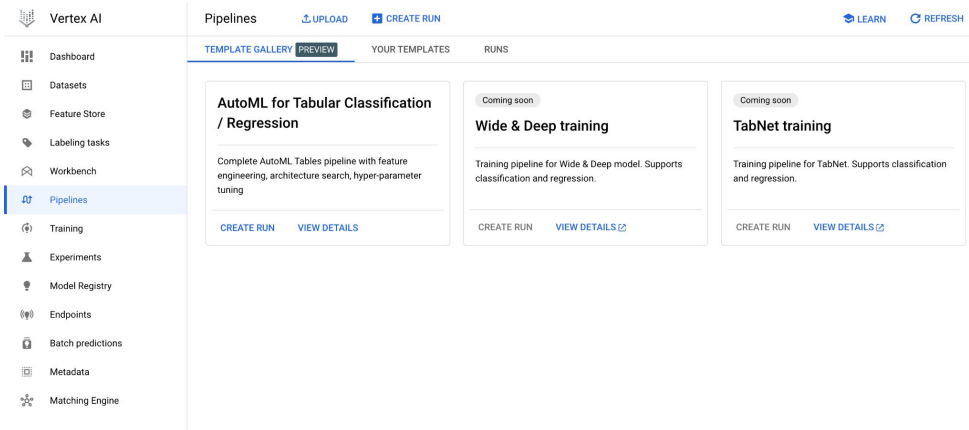 Vertex AI
Pipelines
UPLOAD
CREATE RUN
LEARN
REFRESH
Dashboard
Datasets
Feature Store
Labeling tasks
Workbench
Pipelines
Training
Experiments
Model Registry
Endpoints
Batch predictions
Metadata
Matching Engine
TEMPLATE GALLERY PREVIEW
YOUR TEMPLATES
RUNS
AutoML for Tabular Classification
/ Regression
Complete AutoML Tables pipeline with feature
engineering, architecture search, hyper-parameter
tuning
CREATE RUN
VIEW DETAILS
Coming soon
Wide & Deep training
Training pipeline for Wide & Deep model. Supports
classification and regression.
CREATE RUN
VIEW DETAILS
Coming soon
TabNet training
Training pipeline for TabNet. Supports classification
and regression.
CREATE RUN
VIEW DETAILS